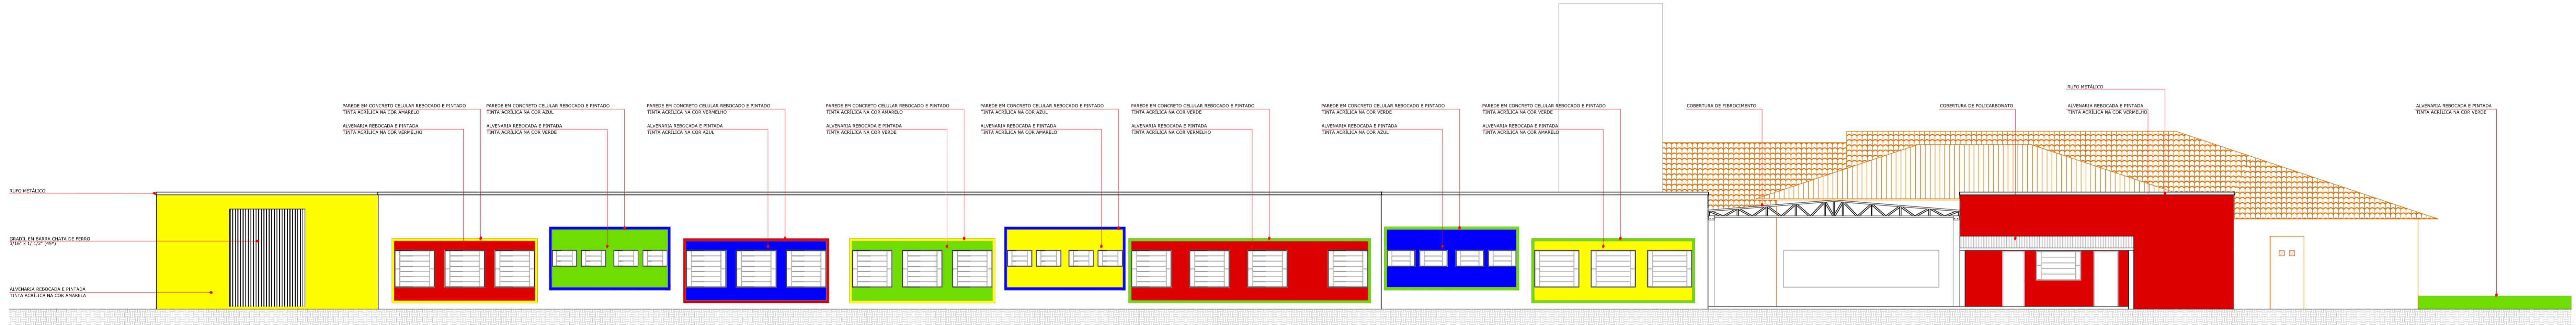 RUFO METÁLICO
GRADIL EM BARRA CHATA DE FERRO
3/16" x 1/ 1/2" (45º)
ALVENARIA REBOCADA E PINTADA
TINTA ACRÍLICA NA COR AMARELA
PAREDE EM CONCRETO CELULAR REBOCADO E PINTADO
TINTA ACRÍLICA NA COR AMARELO
ALVENARIA REBOCADA E PINTADA
TINTA ACRÍLICA NA COR VERMELHO
PAREDE EM CONCRETO CELULAR REBOCADO E PINTADO
TINTA ACRÍLICA NA COR AZUL
ALVENARIA REBOCADA E PINTADA
TINTA ACRÍLICA NA COR VERDE
PAREDE EM CONCRETO CELULAR REBOCADO E PINTADO
TINTA ACRÍLICA NA COR VERMELHO
ALVENARIA REBOCADA E PINTADA
TINTA ACRÍLICA NA COR AZUL
PAREDE EM CONCRETO CELULAR REBOCADO E PINTADO
TINTA ACRÍLICA NA COR AMARELO
ALVENARIA REBOCADA E PINTADA
TINTA ACRÍLICA NA COR VERDE
PAREDE EM CONCRETO CELULAR REBOCADO E PINTADO
TINTA ACRÍLICA NA COR AZUL
ALVENARIA REBOCADA E PINTADA
TINTA ACRÍLICA NA COR AMARELO
PAREDE EM CONCRETO CELULAR REBOCADO E PINTADO
TINTA ACRÍLICA NA COR VERDE
ALVENARIA REBOCADA E PINTADA
TINTA ACRÍLICA NA COR VERMELHO
PAREDE EM CONCRETO CELULAR REBOCADO E PINTADO
TINTA ACRÍLICA NA COR VERDE
ALVENARIA REBOCADA E PINTADA
TINTA ACRÍLICA NA COR AZUL
PAREDE EM CONCRETO CELULAR REBOCADO E PINTADO
TINTA ACRÍLICA NA COR VERDE
ALVENARIA REBOCADA E PINTADA
TINTA ACRÍLICA NA COR AMARELO
COBERTURA DE FIBROCIMENTO
COBERTURA DE POLICARBONATO
RUFO METÁLICO
ALVENARIA REBOCADA E PINTADA
TINTA ACRÍLICA NA COR VERMELHO
ALVENARIA REBOCADA E PINTADA
TINTA ACRÍLICA NA COR VERDE